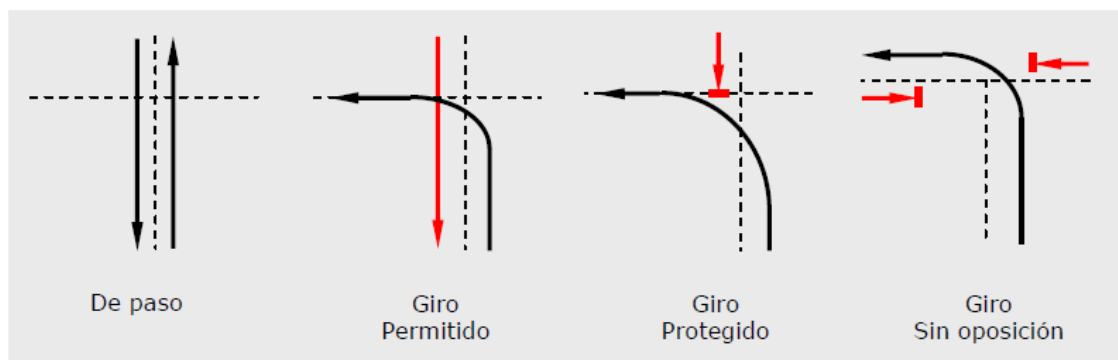 De paso
Giro
Permitido
Giro
Protegido
Giro
Sin oposición